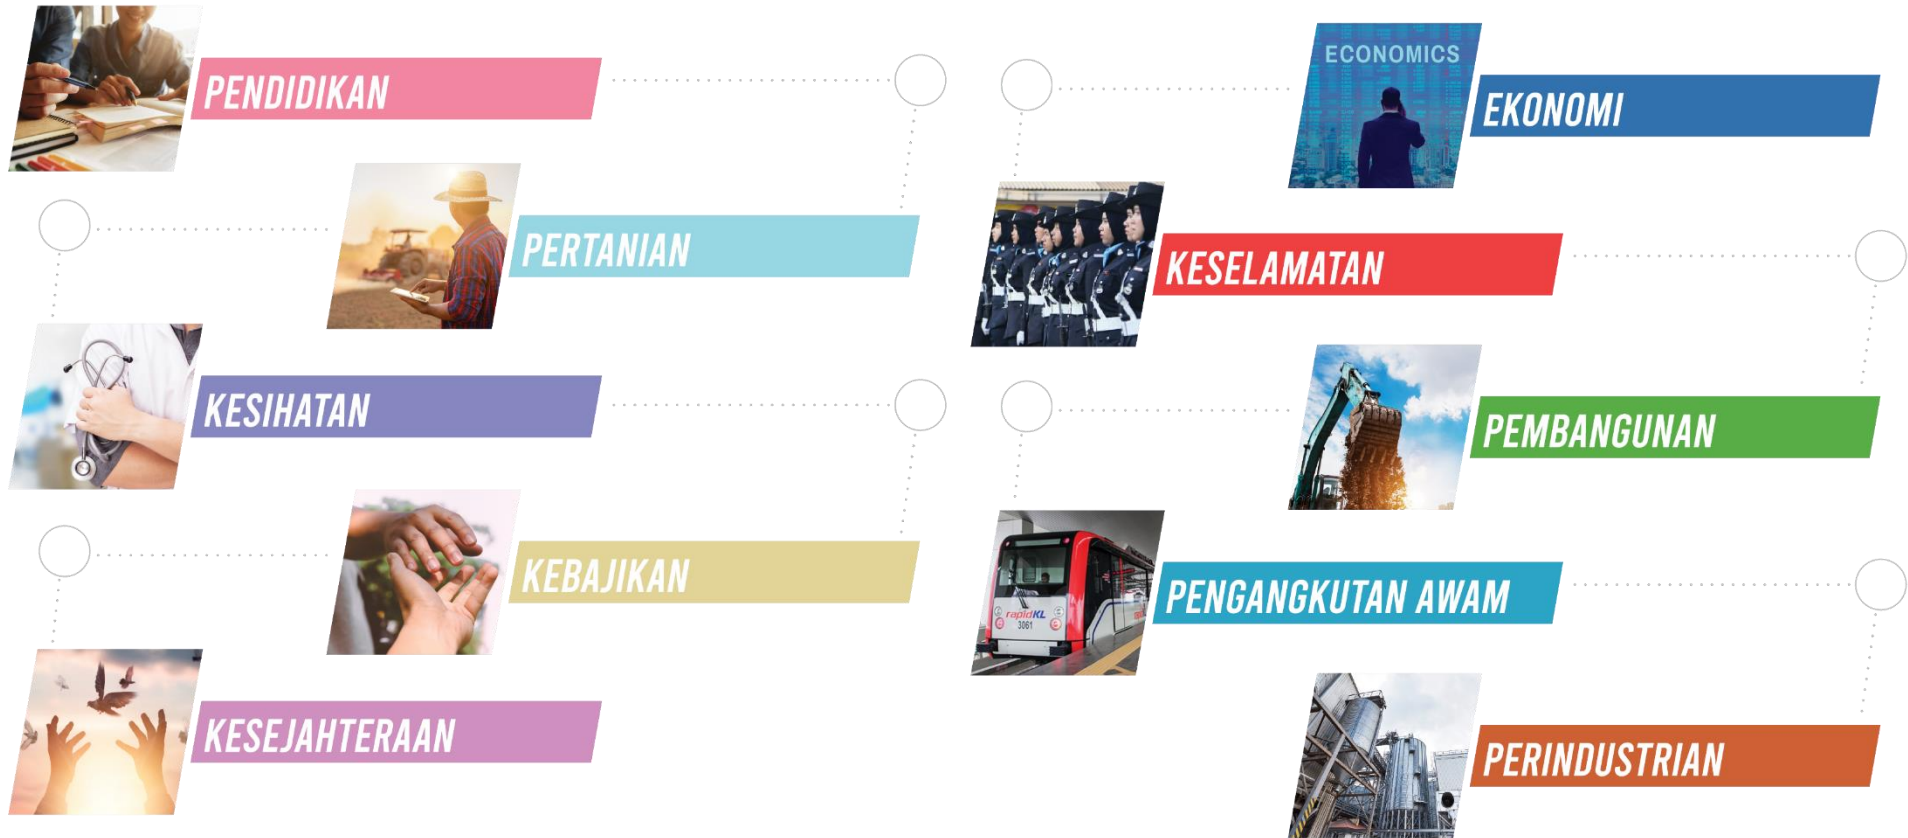 PENDIDIKAN
PERTANIAN
KESIHATAN
KEBAJIKAN
KESEJAHTERAAN
ECONOMICS
EKONOMI
KESELAMATAN
PEMBANGUNAN
rapidKL
3061
PENGANGKUTAN AWAM
PERINDUSTRIAN